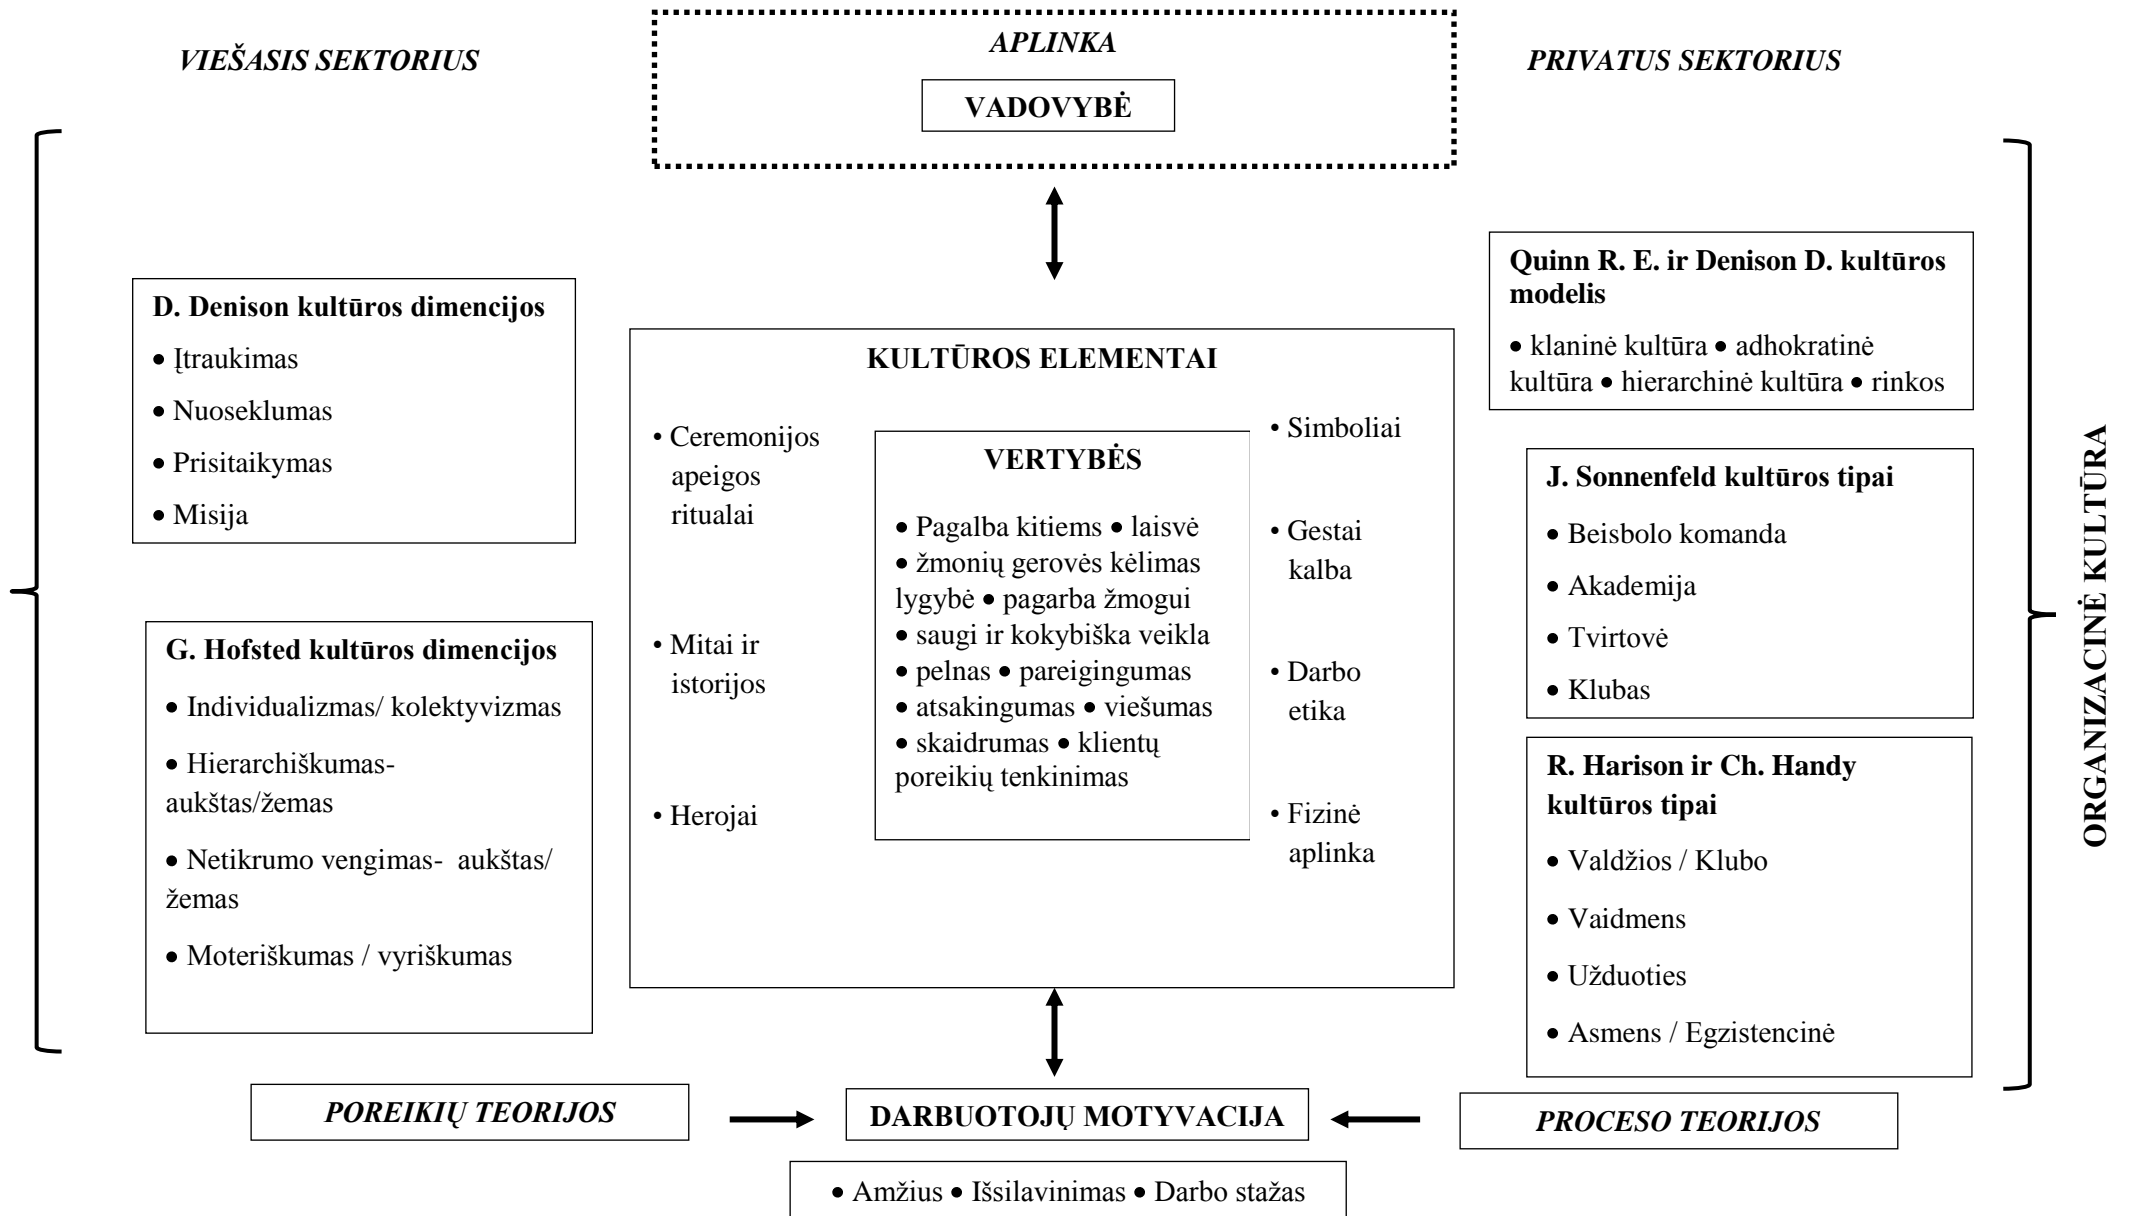 VIEŠASIS SEKTORIUS
APLINKA
VADOVYBĖ
PRIVATUS SEKTORIUS
D. Denison kultūros dimencijos
• Įtraukimas
• Nuoseklumas
• Prisitaikymas
• Misija
G. Hofsted kultūros dimencijos
• Individualizmas/ kolektyvizmas
• Hierarchiškumas-
aukštas/žemas
• Netikrumo vengimas- aukštas/
žemas
• Moteriškumas / vyriškumas
KULTŪROS ELEMENTAI
• Ceremonijos
apeigos
ritualai
• Mitai ir
istorijos
• Herojai
VERTYBĖS
• Pagalba kitiems • laisvė
• žmonių gerovės kėlimas
lygybė • pagarba žmogui
• saugi ir kokybiška veikla
• pelnas • pareigingumas
• atsakingumas • viešumas
• skaidrumas • klientų
poreikių tenkinimas
• Simboliai
• Gestai
kalba
• Darbo
etika
• Fizinė
aplinka
Quinn R. E. ir Denison D. kultūros
modelis
• klaninė kultūra • adhokratinė
kultūra • hierarchinė kultūra • rinkos
J. Sonnenfeld kultūros tipai
• Beisbolo komanda
• Akademija
• Tvirtovė
• Klubas
R. Harison ir Ch. Handy
kultūros tipai
• Valdžios / Klubo
• Vaidmens
• Užduoties
• Asmens / Egzistencinė
ORGANIZACINĖ KULTŪRA
POREIKIŲ TEORIJOS
DARBUOTOJŲ MOTYVACIJA
PROCESO TEORIJOS
• Amžius • Išsilavinimas • Darbo stažas